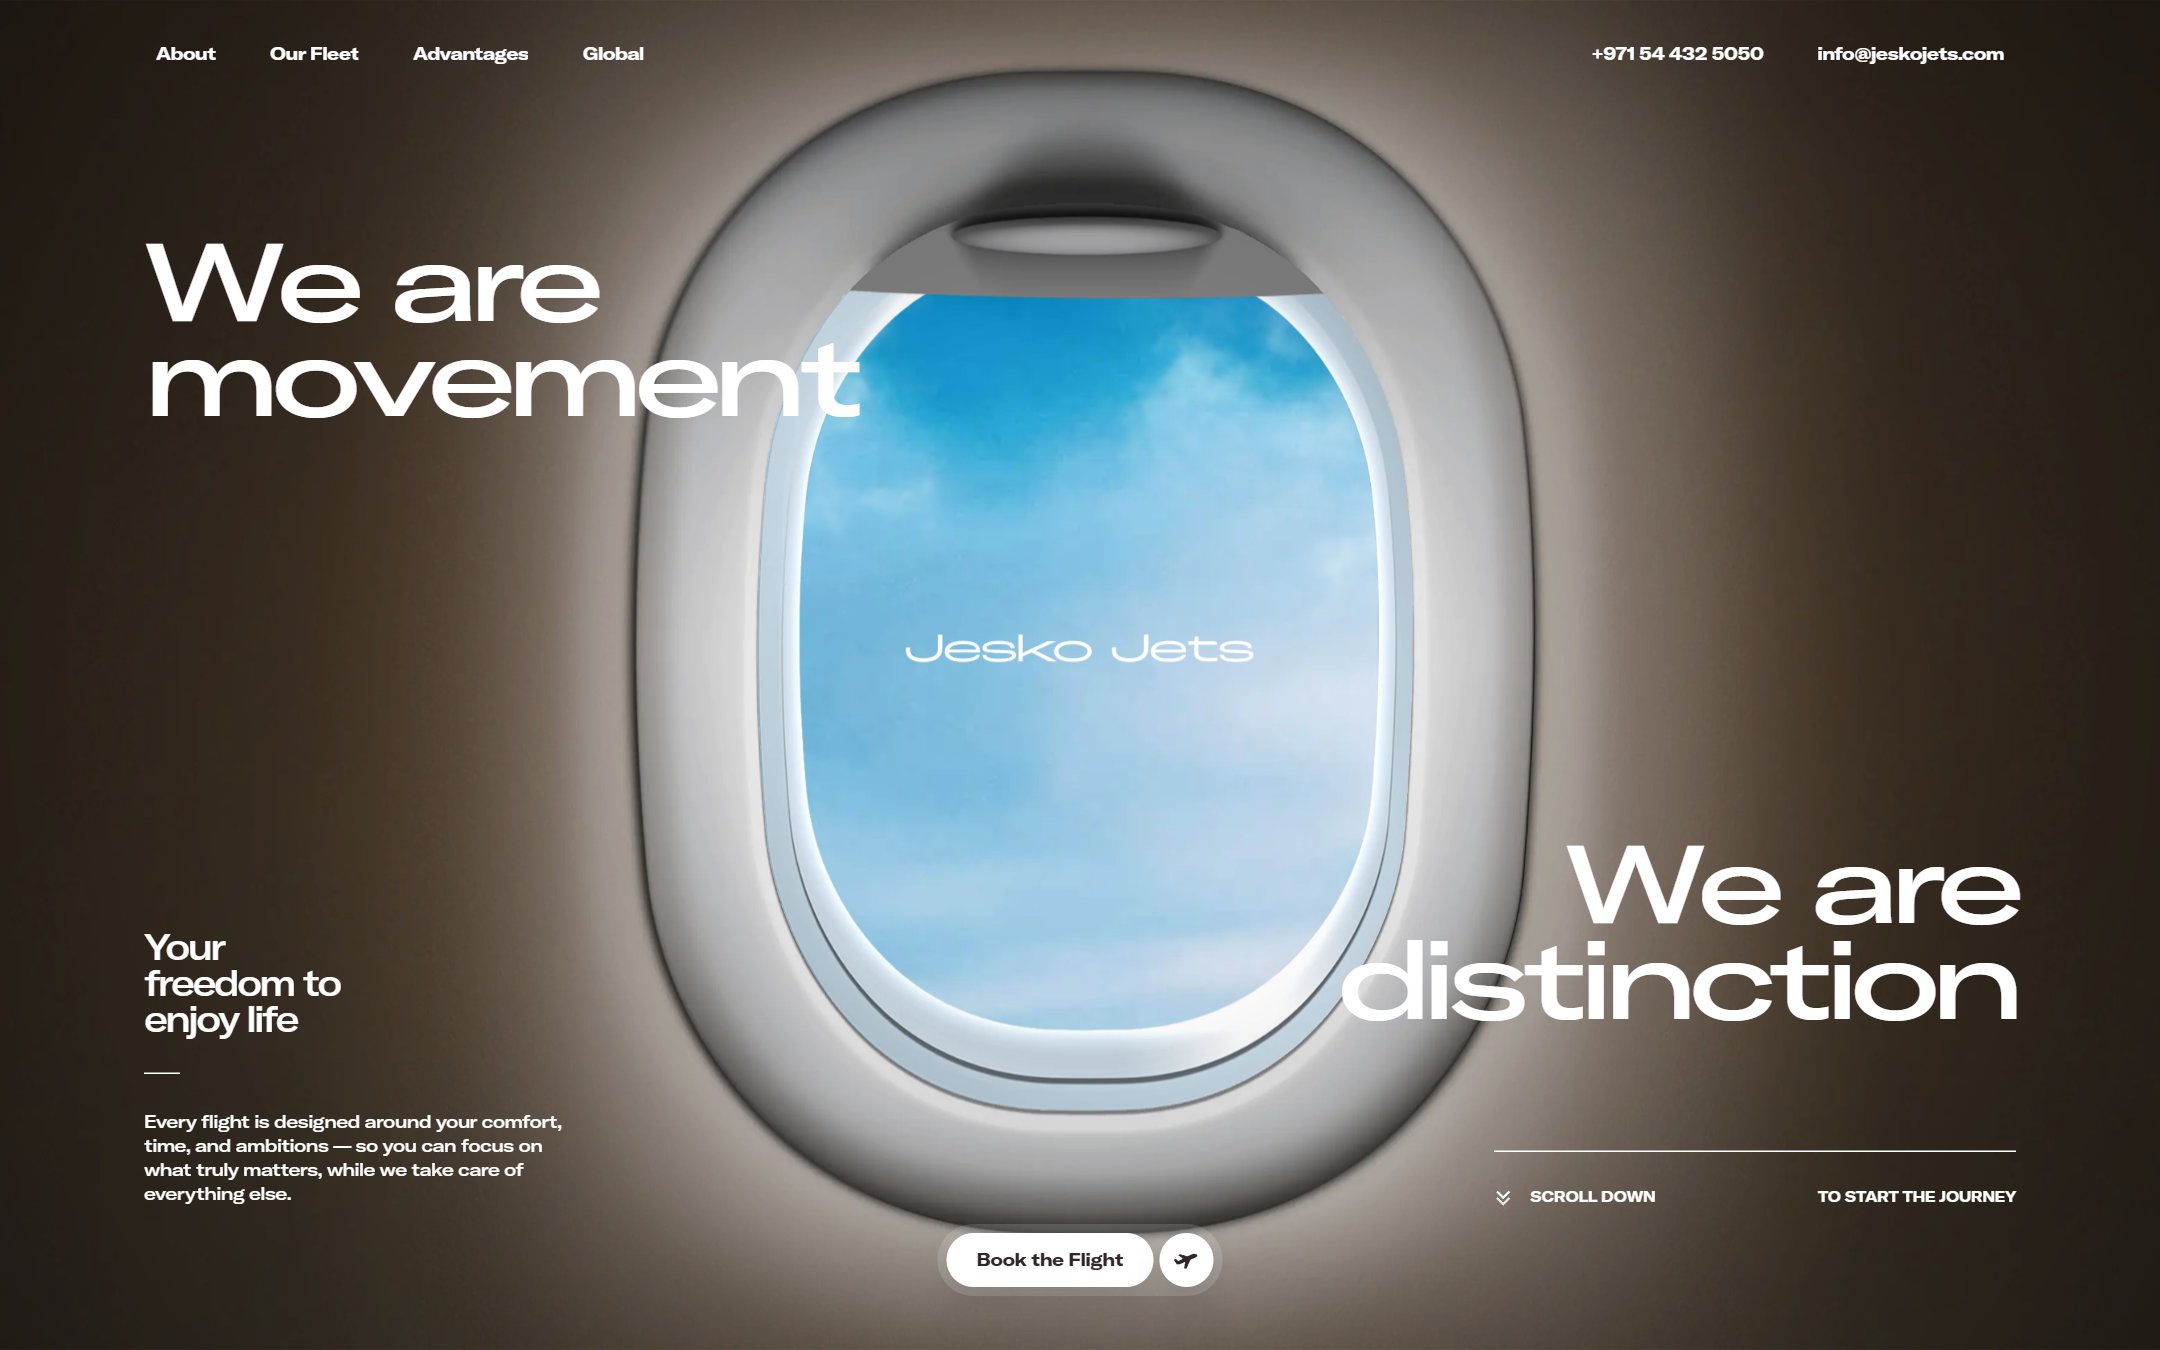 About
Our Fleet
Advantages
Global
+971 54 432 5050
info@jeskojets.com
We are
movement
Jesko Jets
We are
distinction
Your
freedom to
enjoy life
Every flight is designed around your comfort,
time, and ambitions — so you can focus on
what truly matters, while we take care of
everything else.
SCROLL DOWN
TO START THE JOURNEY
Book the Flight